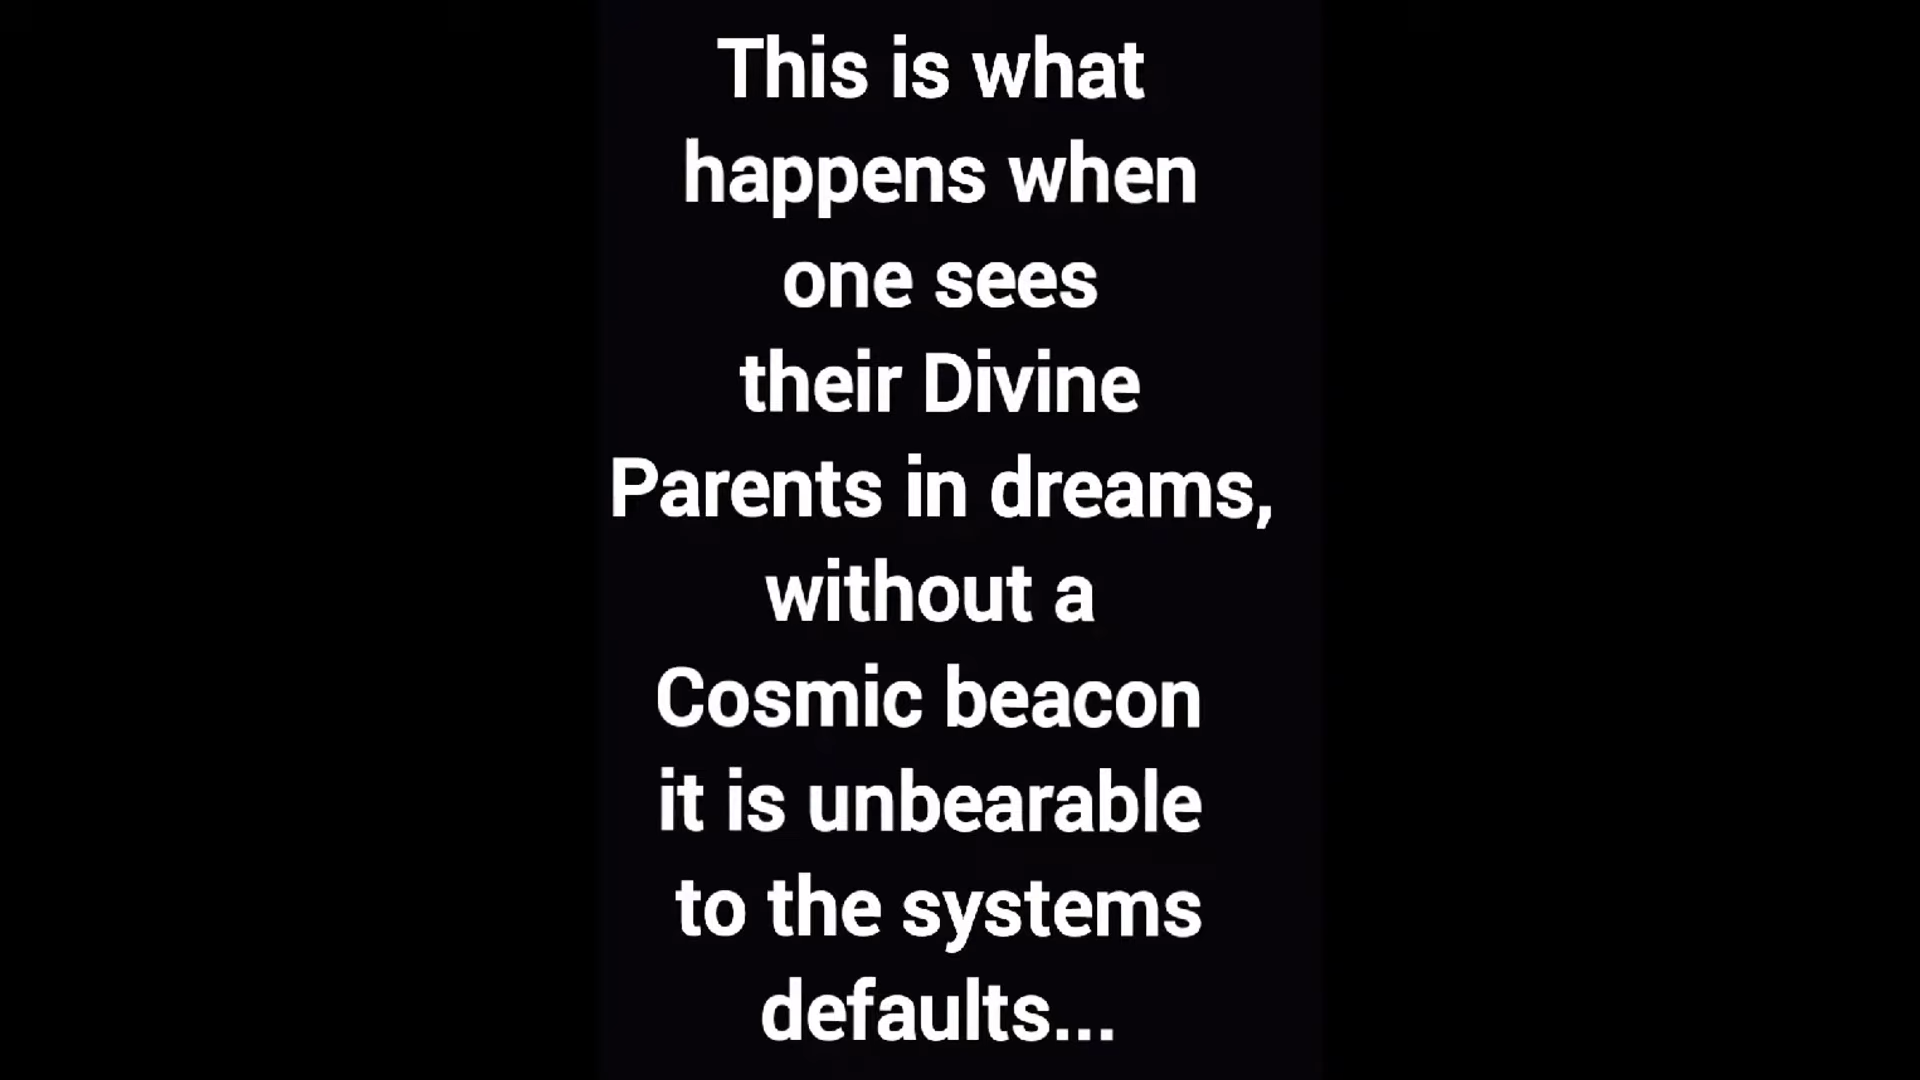 This is what
happens when
one sees
their Divine
Parents in dreams,
without a
Cosmic beacon
it is unbearable
to the systems
defaults...